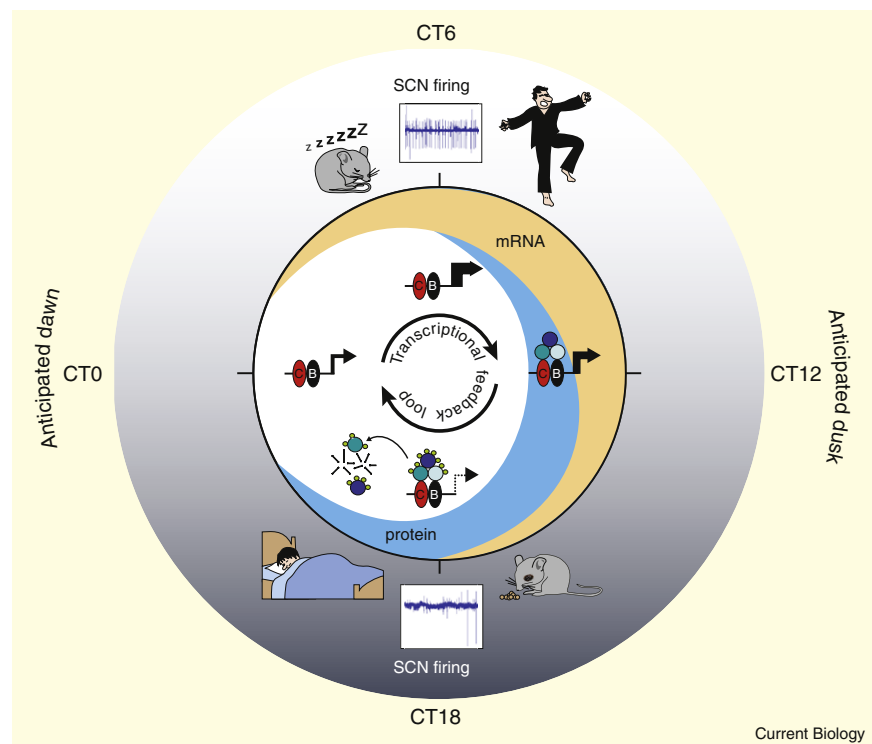 CT6
SCN firing
z z z z z Z
mRNA
C B
Anticipated dawn
CT0
C B
Transcriptional
feedback loop
C B
CT12
Anticipated dusk
C B
protein
SCN firing
CT18
Current Biology